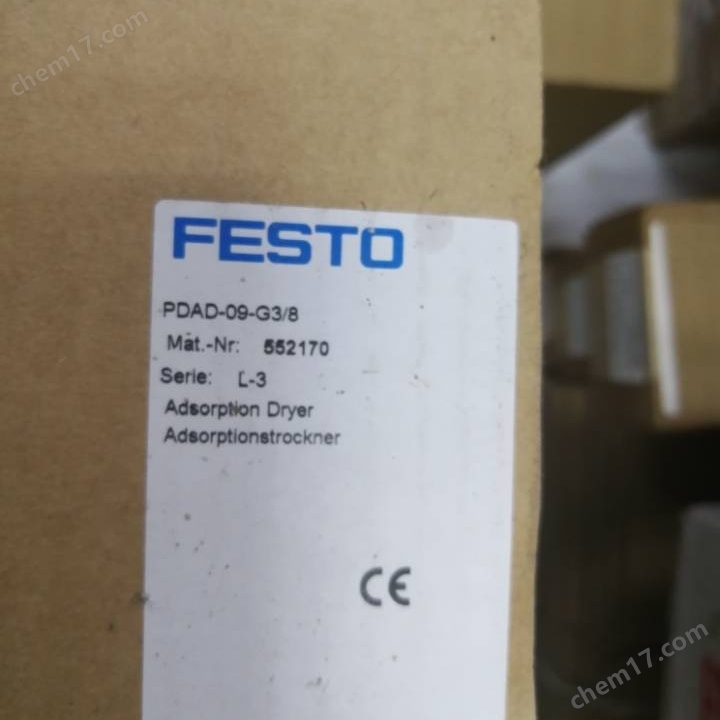 chem17.com
FESTO
PDAD-09-G3/8
Mat.-Nr: 552170
Serie: L-3
Adsorption Dryer
Adsorptionstrockner
CE
chem17.com